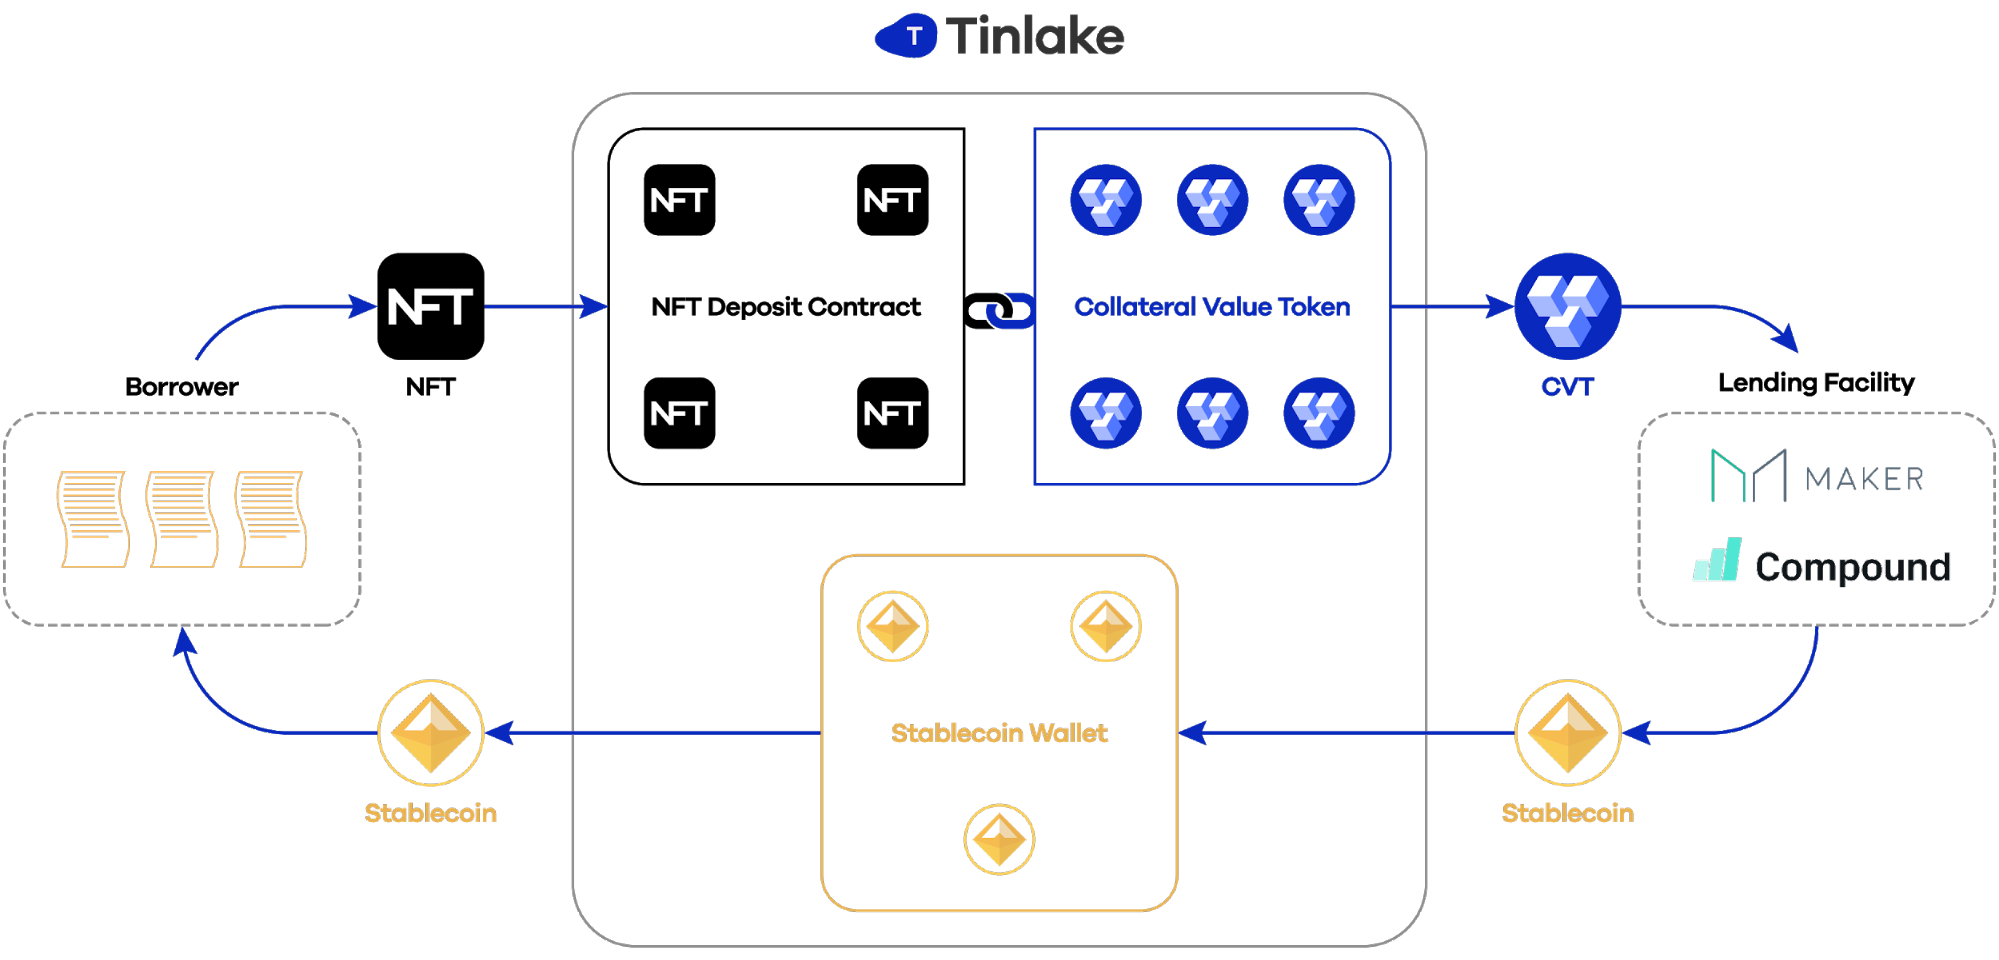 T Tinlake
NFT NFT
NFT Deposit Contract
NFT NFT
Collateral Value Token
NFT
Borrower
NFT
CVT
Lending Facility
MAKER
Compound
Stablecoin Wallet
Stablecoin
Stablecoin